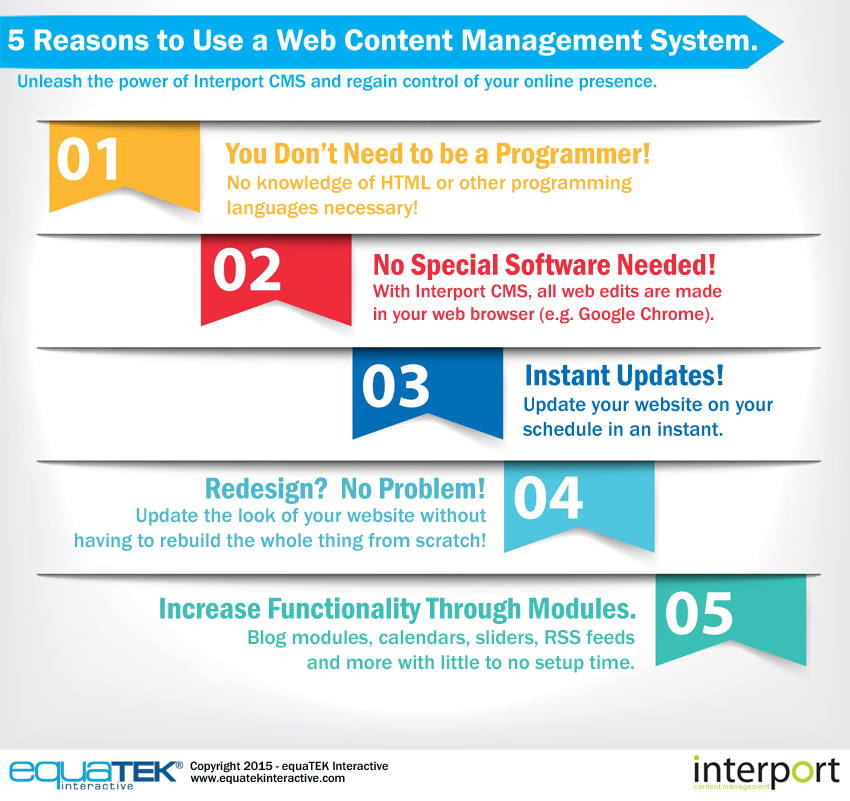 5 Reasons to Use a Web Content Management System.
Unleash the power of Interport CMS and regain control of your online presence.
01
You Don't Need to be a Programmer!
No knowledge of HTML or other programming
languages necessary!
02
No Special Software Needed!
With Interport CMS, all web edits are made
in your web browser (e.g. Google Chrome).
03
Instant Updates!
Update your website on your
schedule in an instant.
Redesign?  No Problem!
04
Update the look of your website without
having to rebuild the whole thing from scratch!
Increase Functionality Through Modules.
05
Blog modules, calendars, sliders, RSS feeds
and more with little to no setup time.
equaTEK®
interactive
Copyright 2015 - equaTEK Interactive
www.equatekinteractive.com
interport
content management